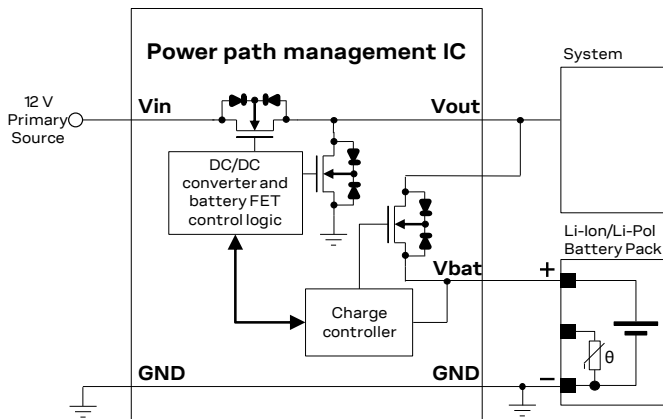 Power path management IC
System
12 V
Primary
Source
Vin
Vout
DC/DC
converter and
battery FET
control logic
Li-Ion/Li-Pol
Battery Pack
Vbat
+
Charge
controller
θ
GND
GND
–